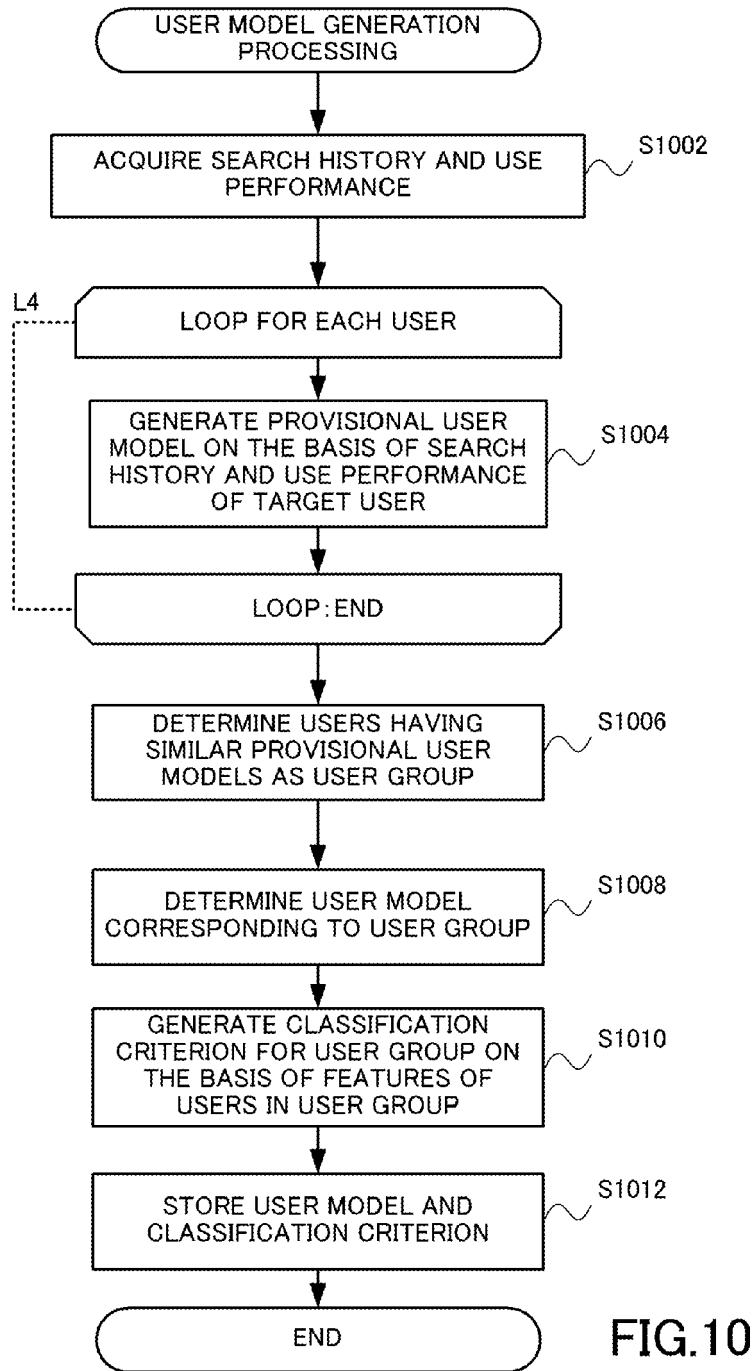 USER MODEL GENERATION
PROCESSING
S1002
ACQUIRE SEARCH HISTORY AND USE
PERFORMANCE
L4
LOOP FOR EACH USER
GENERATE PROVISIONAL USER
MODEL ON THE BASIS OF SEARCH
HISTORY AND USE PERFORMANCE
OF TARGET USER
S1004
LOOP:END
DETERMINE USERS HAVING
SIMILAR PROVISIONAL USER
MODELS AS USER GROUP
S1006
DETERMINE USER MODEL
CORRESPONDING TO USER GROUP
S1008
GENERATE CLASSIFICATION
CRITERION FOR USER GROUP ON
THE BASIS OF FEATURES OF
USERS IN USER GROUP
S1010
STORE USER MODEL AND
CLASSIFICATION CRITERION
S1012
END
FIG.10